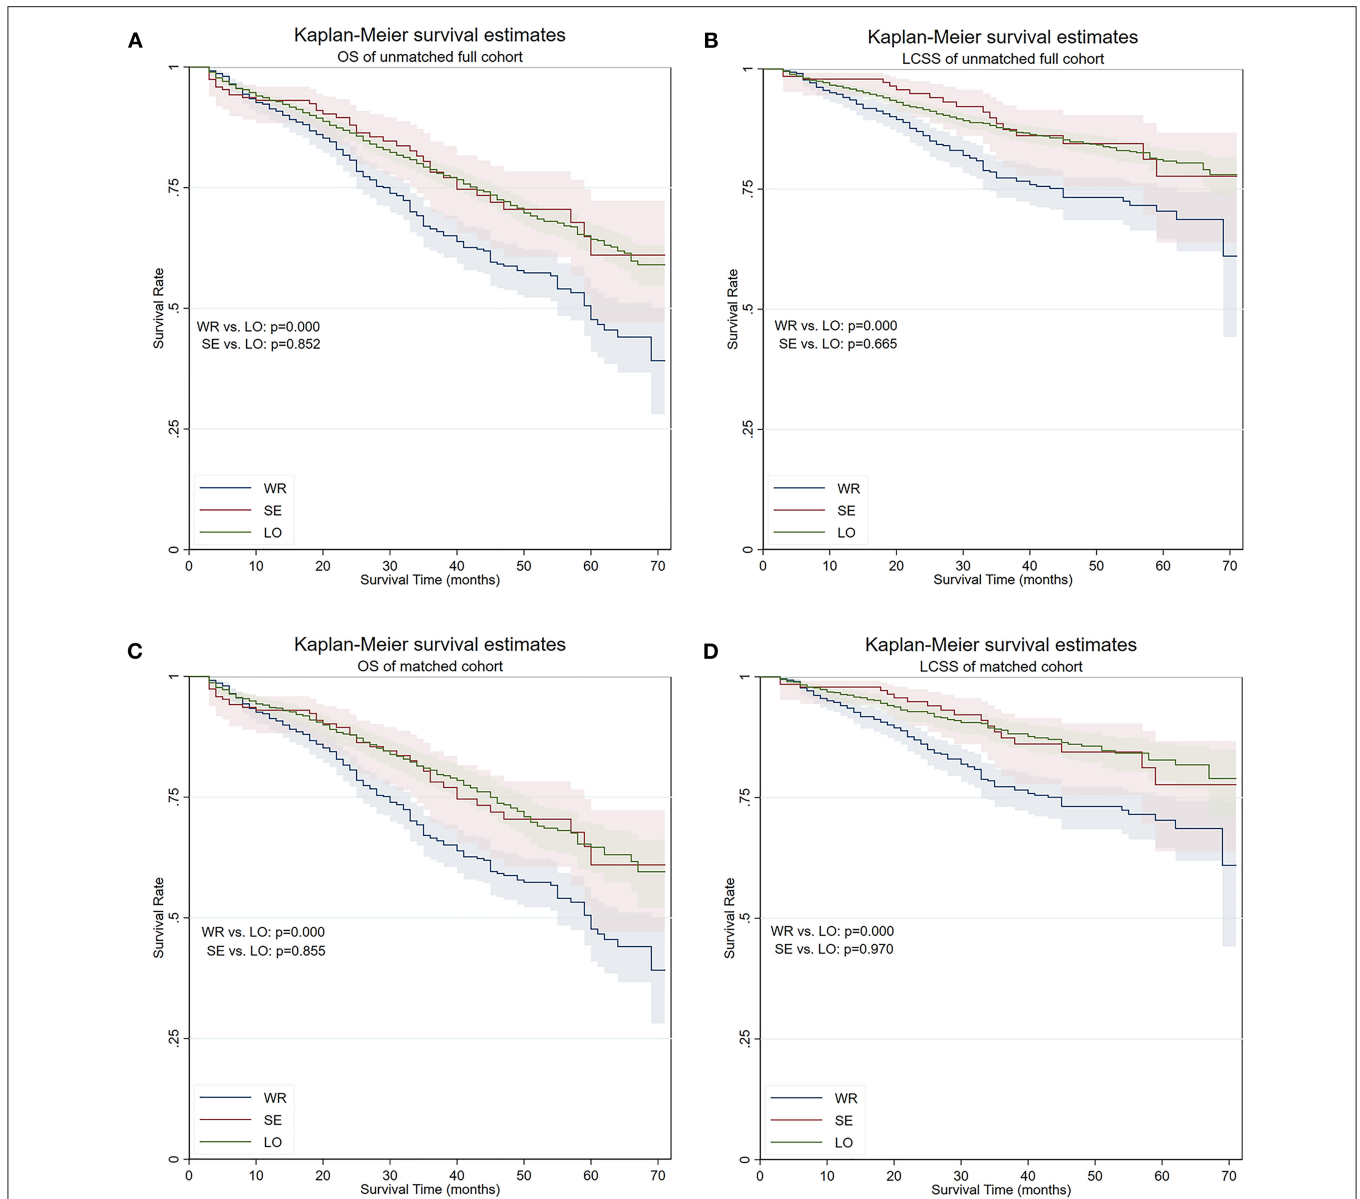 A
Kaplan-Meier survival estimates
OS of unmatched full cohort
1
.75
.5
.25
0
Survival Rate
WR vs. LO: p=0.000
SE vs. LO: p=0.852
WR
SE
LO
0 10 20 30 40 50 60 70
Survival Time (months)
B
Kaplan-Meier survival estimates
LCSS of unmatched full cohort
1
.75
.5
.25
0
Survival Rate
WR vs. LO: p=0.000
SE vs. LO: p=0.665
WR
SE
LO
0 10 20 30 40 50 60 70
Survival Time (months)
C
Kaplan-Meier survival estimates
OS of matched cohort
1
.75
.5
.25
0
Survival Rate
WR vs. LO: p=0.000
SE vs. LO: p=0.855
WR
SE
LO
0 10 20 30 40 50 60 70
Survival Time (months)
D
Kaplan-Meier survival estimates
LCSS of matched cohort
1
.75
.5
.25
0
Survival Rate
WR vs. LO: p=0.000
SE vs. LO: p=0.970
WR
SE
LO
0 10 20 30 40 50 60 70
Survival Time (months)